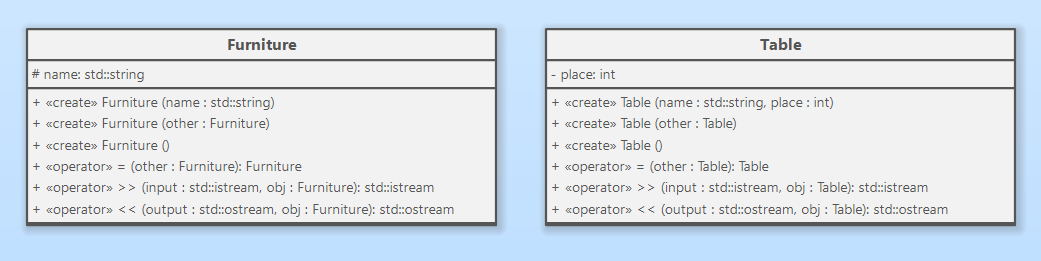 Furniture
# name: std::string
+ «create» Furniture (name : std::string)
+ «create» Furniture (other : Furniture)
+ «create» Furniture ()
+ «operator» = (other : Furniture): Furniture
+ «operator» >> (input : std::istream, obj : Furniture): std::istream
+ «operator» << (output : std::ostream, obj : Furniture): std::ostream
Table
- place: int
+ «create» Table (name : std::string, place : int)
+ «create» Table (other : Table)
+ «create» Table ()
+ «operator» = (other : Table): Table
+ «operator» >> (input : std::istream, obj : Table): std::istream
+ «operator» << (output : std::ostream, obj : Table): std::ostream